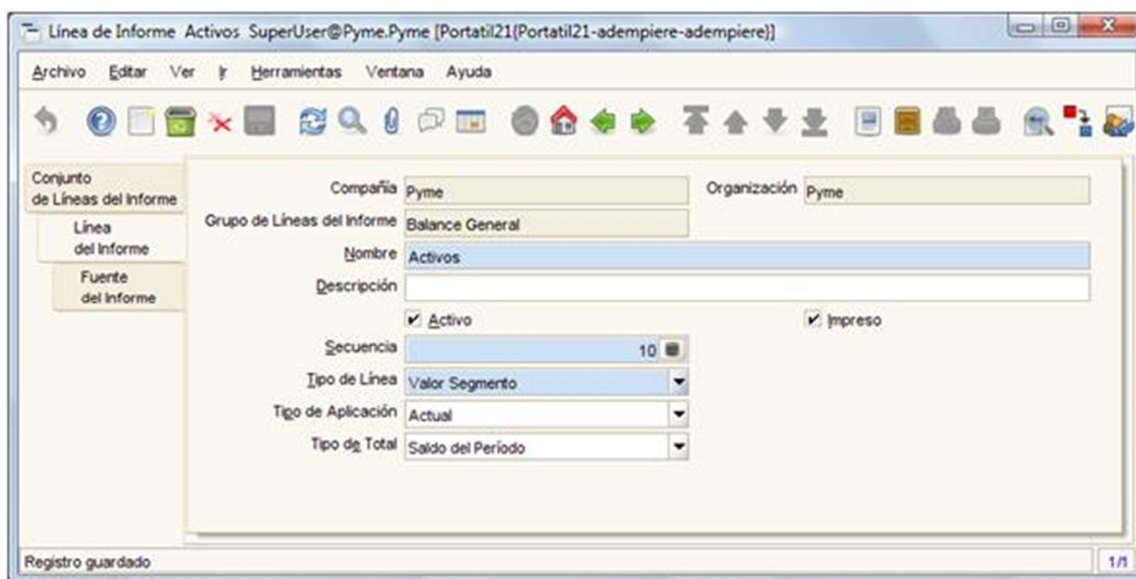 Línea de Informe Activos SuperUser@Pyme.Pyme [Portatil21{Portatil21-adempiere-adempiere}]
Archivo Editar Ver Ir Herramientas Ventana Ayuda
Conjunto
de Líneas del Informe
Línea
del Informe
Fuente
del Informe
Compañía Pyme Organización Pyme
Grupo de Líneas del Informe Balance General
Nombre Activos
Descripción
Activo Impreso
Secuencia 10
Tipo de Línea Valor Segmento
Tipo de Aplicación Actual
Tipo de Total Saldo del Período
Registro guardado 1/1